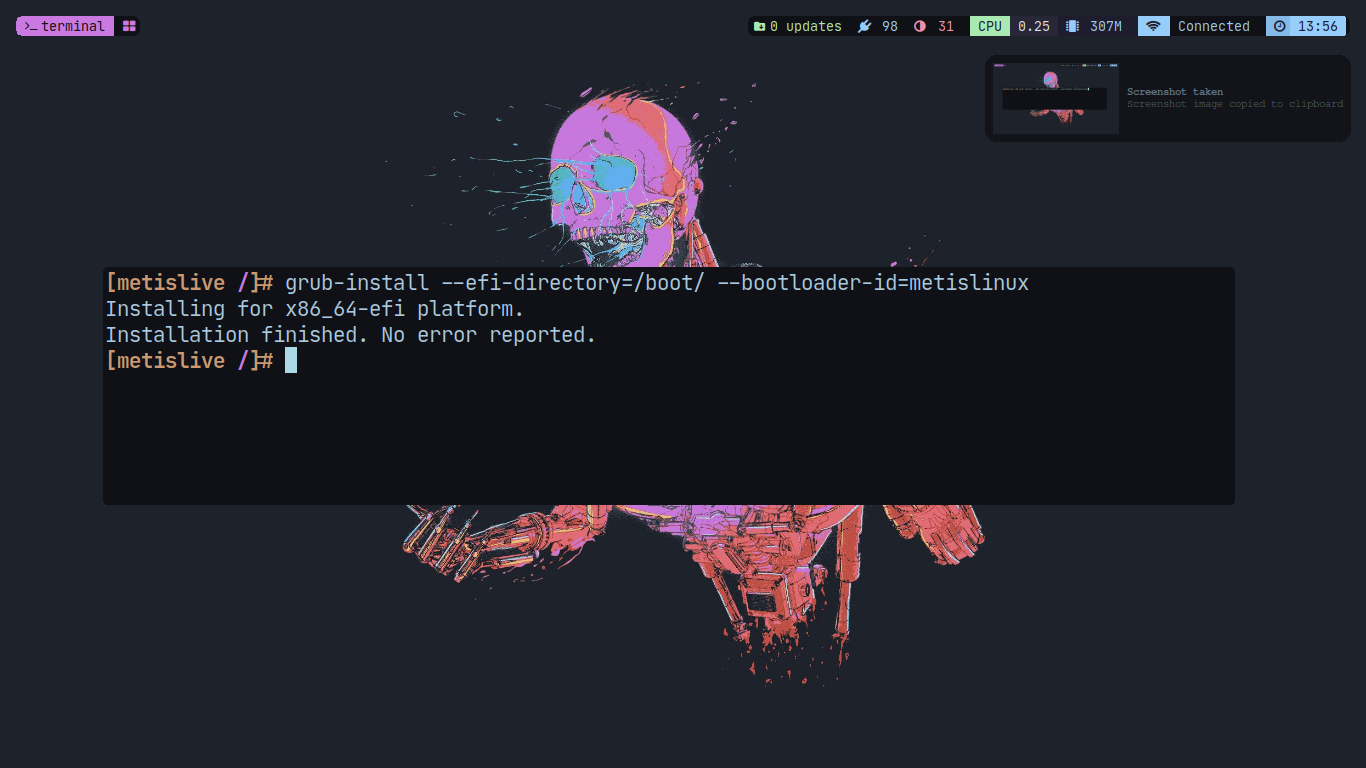 >_ terminal
0 updates 98 31 CPU 0.25 307M Connected 13:56
Screenshot taken
Screenshot image copied to clipboard
[metislive /]# grub-install --efi-directory=/boot/ --bootloader-id=metislinux
Installing for x86_64-efi platform.
Installation finished. No error reported.
[metislive /]#